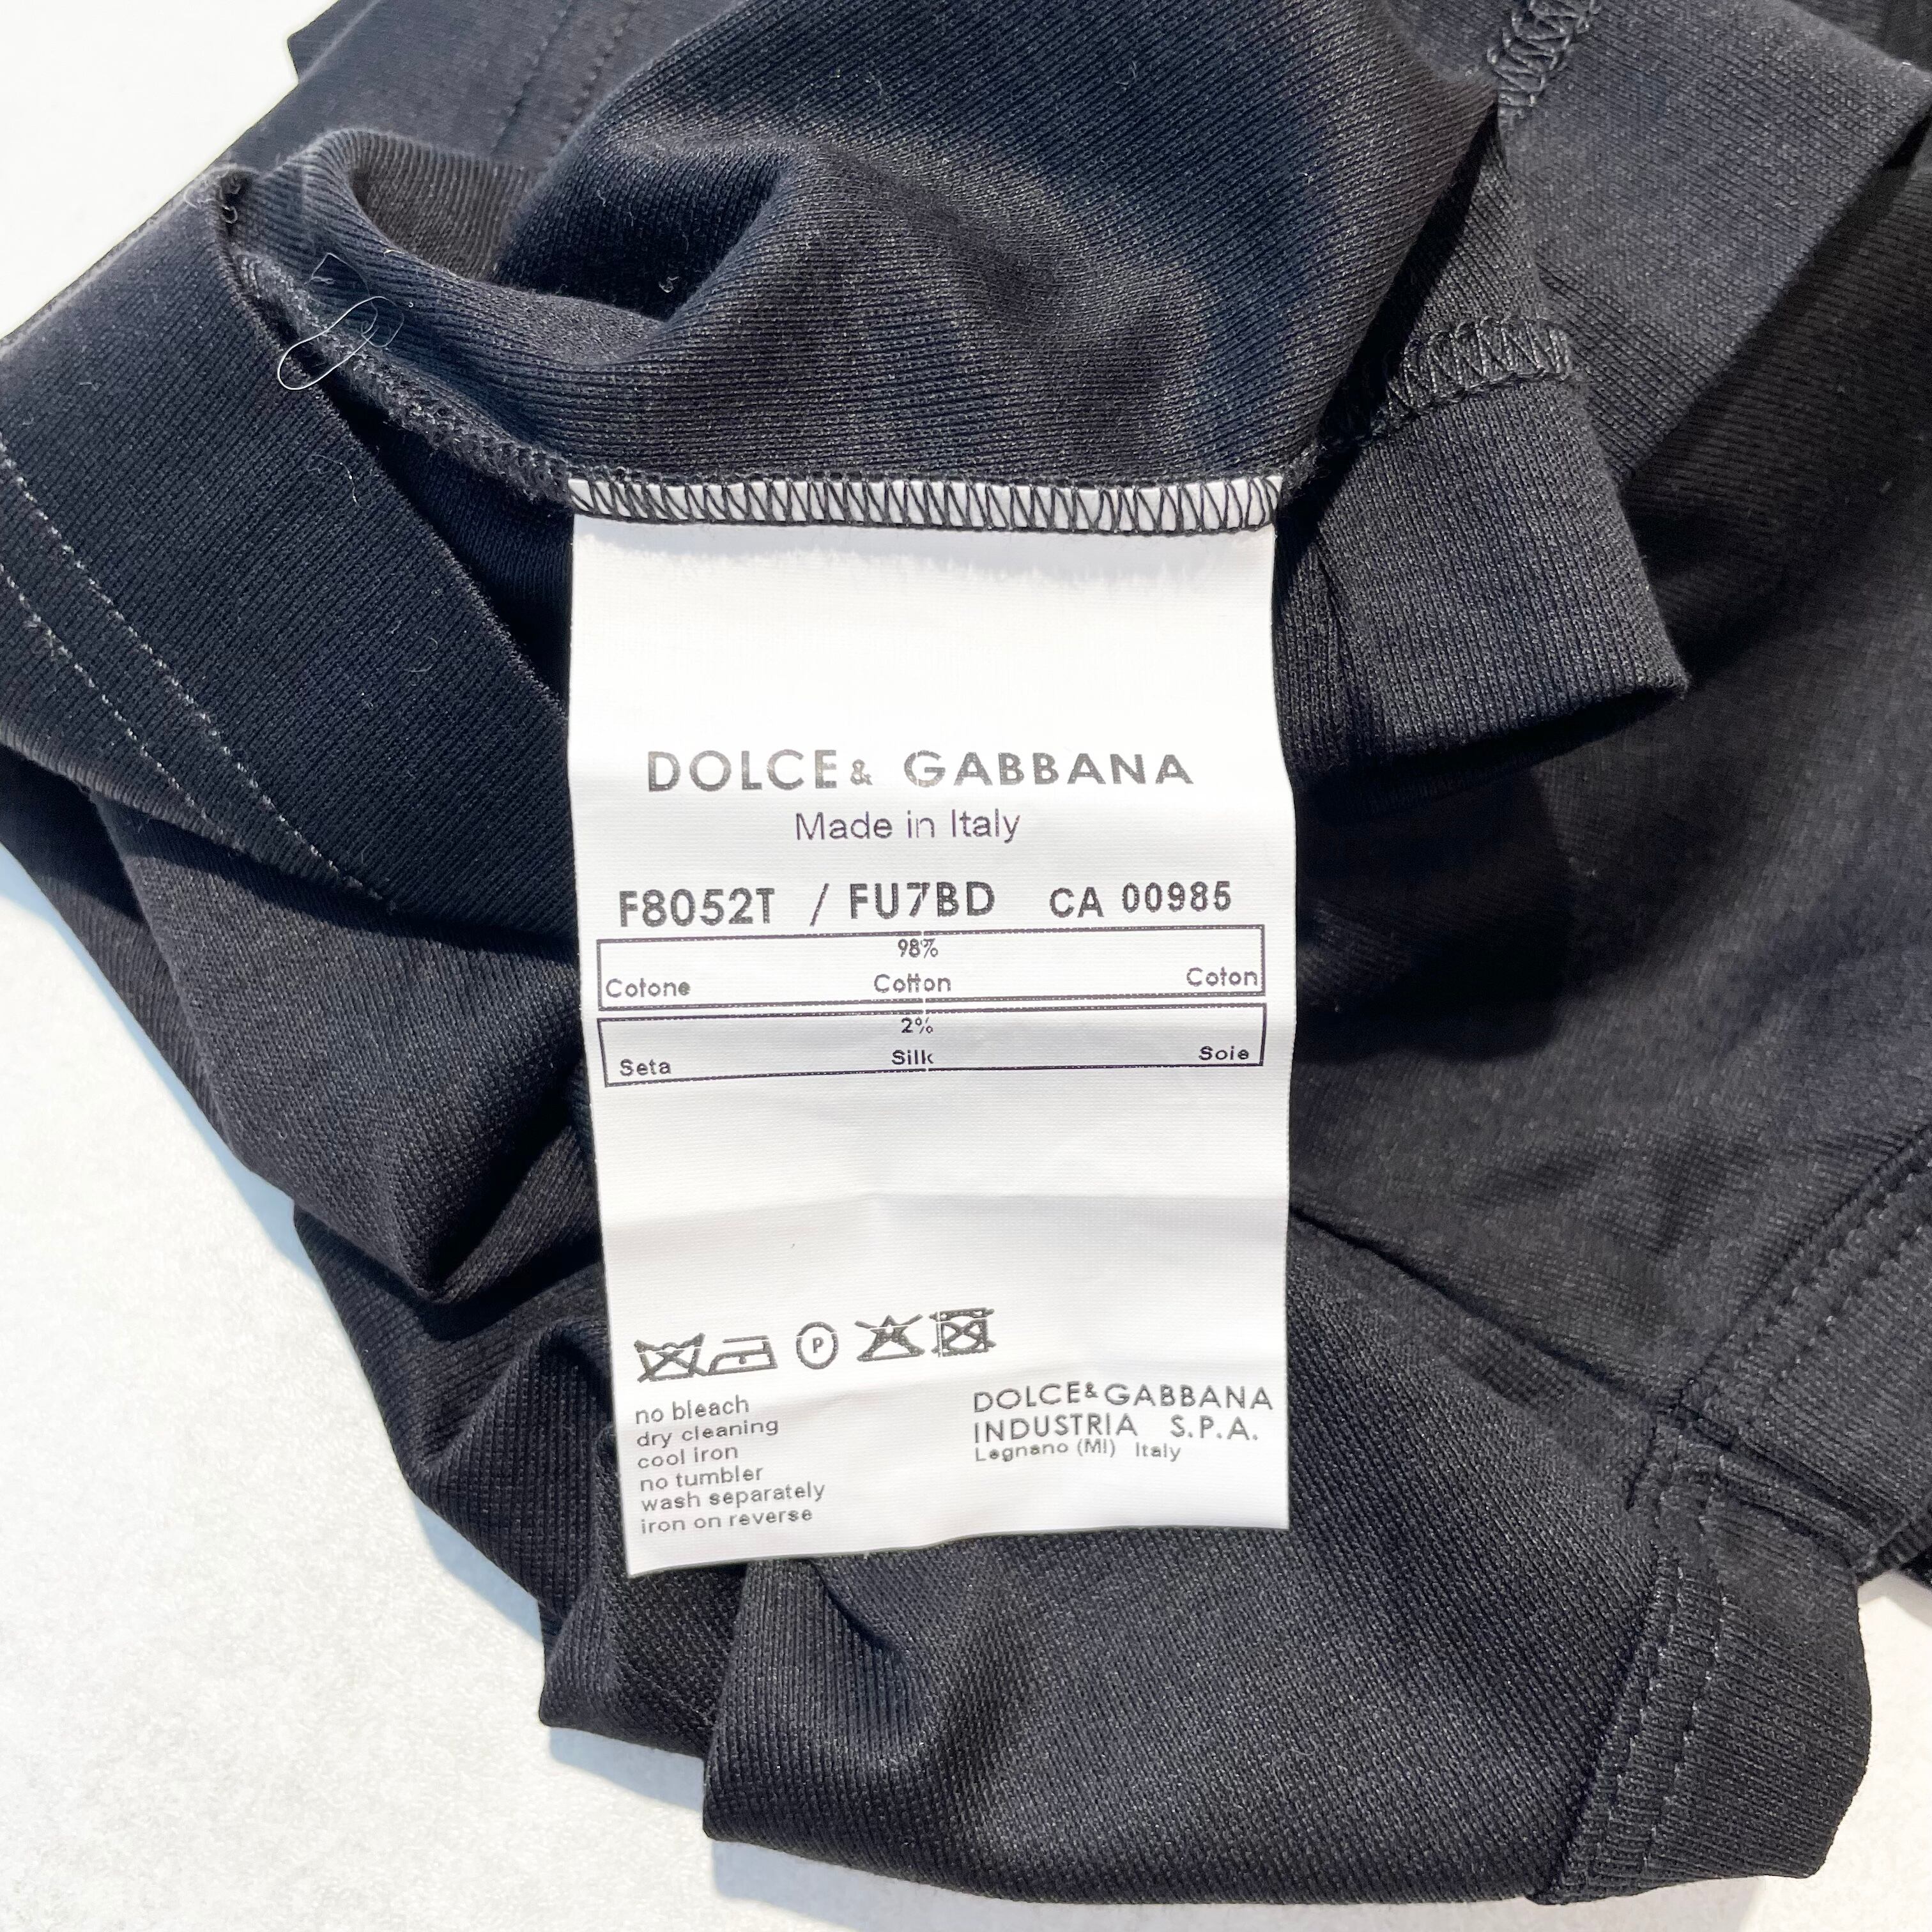 DOLCE & GABBANA
Made in Italy
F8052T / FU7BD CA 00985
98%
Cotone Cotton Coton
2%
Seta Silk Soie
P
no bleach
dry cleaning
cool iron
no tumbler
wash separately
iron on reverse
DOLCE & GABBANA
INDUSTRIA S.P.A.
Legnano (MI) Italy